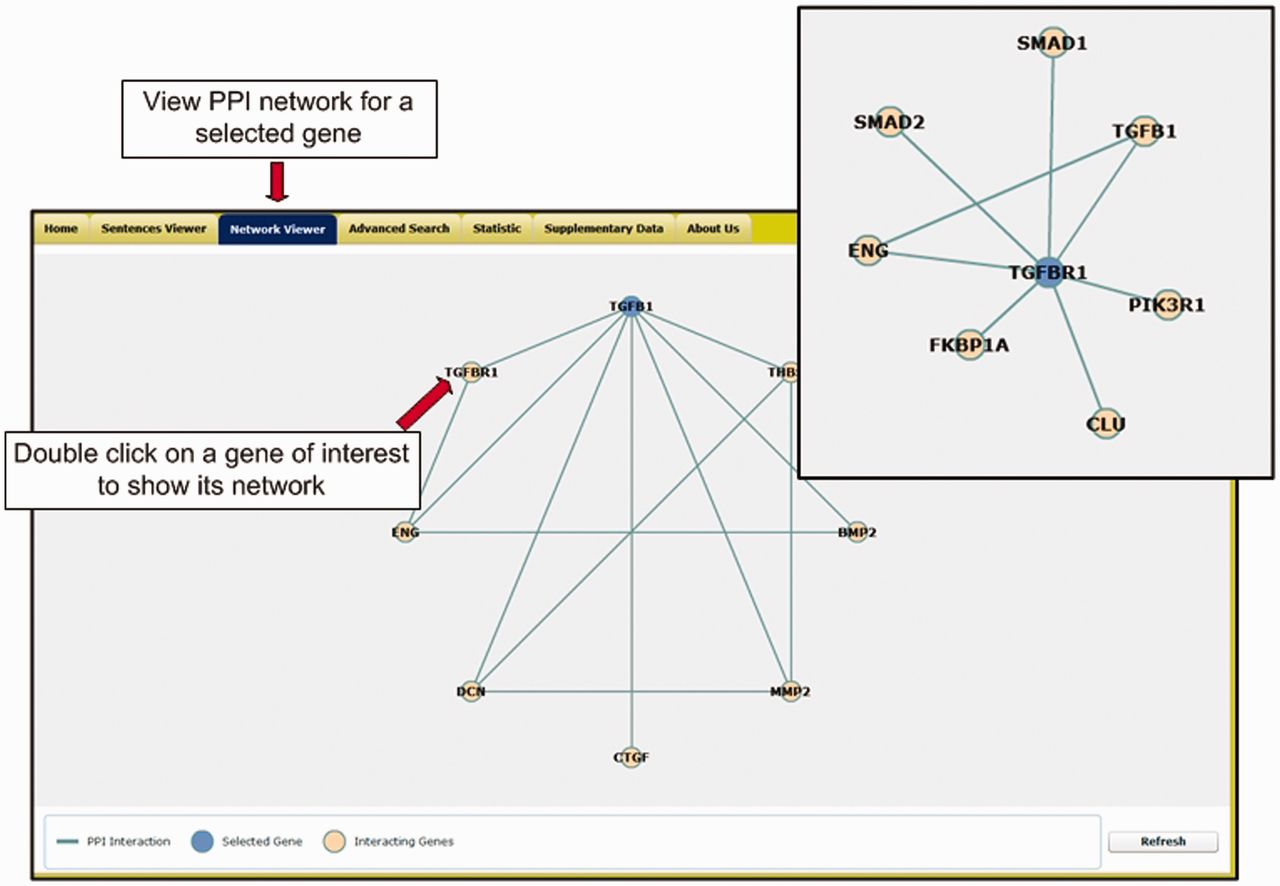 View PPI network for a
selected gene
Home
Sentences Viewer
Network Viewer
Advanced Search
Statistic
Supplementary Data
About Us
TGFB1
TGFBR1
Double click on a gene of interest
to show its network
ENG
BMP2
DCN
MMP2
CTGF
SMAD1
SMAD2
TGFB1
ENG
TGFBR1
PIK3R1
FKBP1A
CLU
PPI Interaction
Selected Gene
Interacting Genes
Refresh